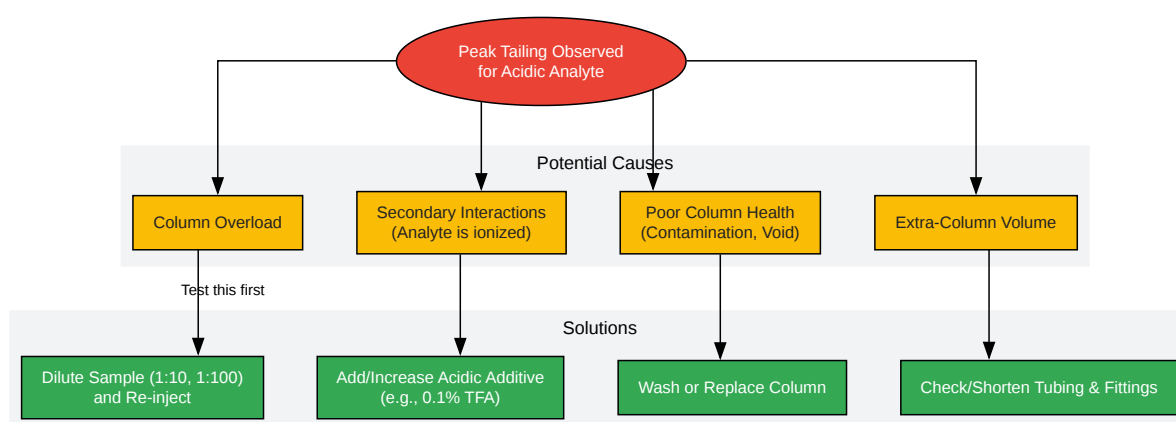 Peak Tailing Observed
for Acidic Analyte
Potential Causes
Column Overload
Secondary Interactions
(Analyte is ionized)
Poor Column Health
(Contamination, Void)
Extra-Column Volume
Test this first
Solutions
Dilute Sample (1:10, 1:100)
and Re-inject
Add/Increase Acidic Additive
(e.g., 0.1% TFA)
Wash or Replace Column
Check/Shorten Tubing & Fittings